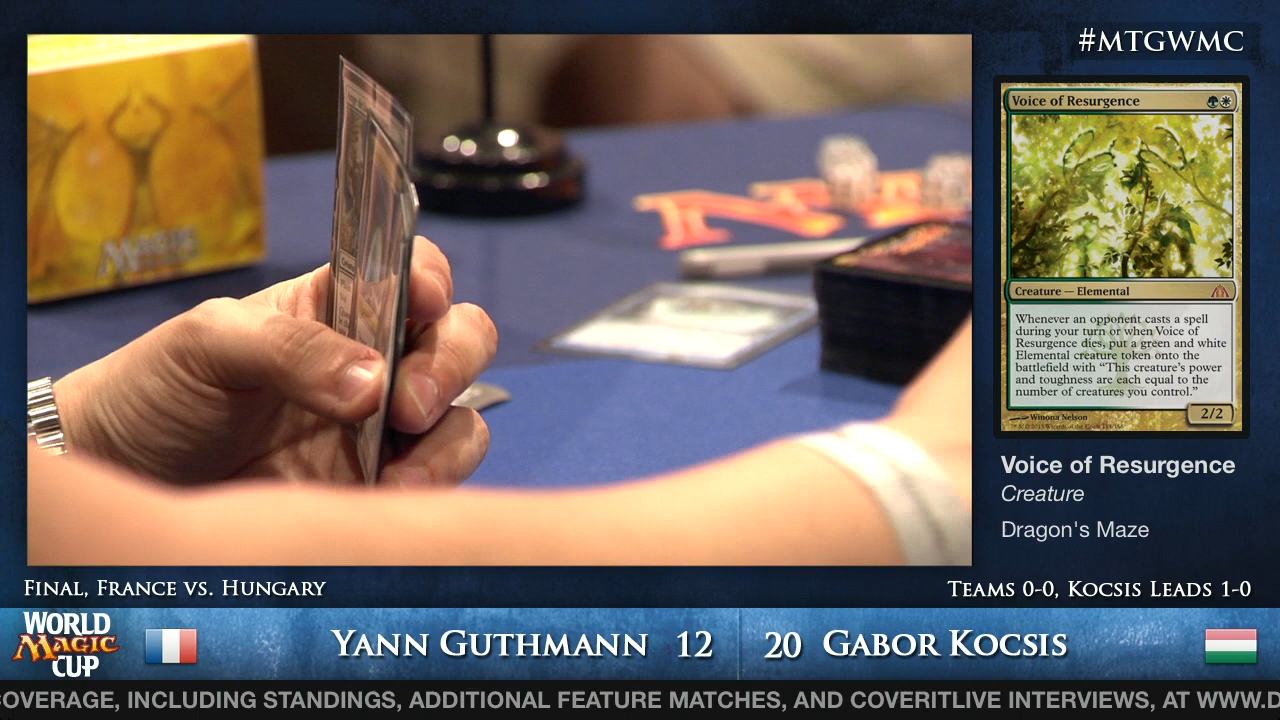 #MTGWMC
MAGIC
Voice of Resurgence
Creature — Elemental
Whenever an opponent casts a spell
during your turn or when Voice of
Resurgence dies, put a green and white
Elemental creature token onto the
battlefield with “This creature’s power
and toughness are each equal to the
number of creatures you control.”
2/2
Winona Nelson
Voice of Resurgence
Creature
Dragon's Maze
Final, France vs. Hungary
Teams 0-0, Kocsis Leads 1-0
WORLD
MAGIC
CUP
Yann Guthmann 12
20 Gabor Kocsis
OVERAGE, INCLUDING STANDINGS, ADDITIONAL FEATURE MATCHES, AND COVERITLIVE INTERVIEWS, AT WWW.D